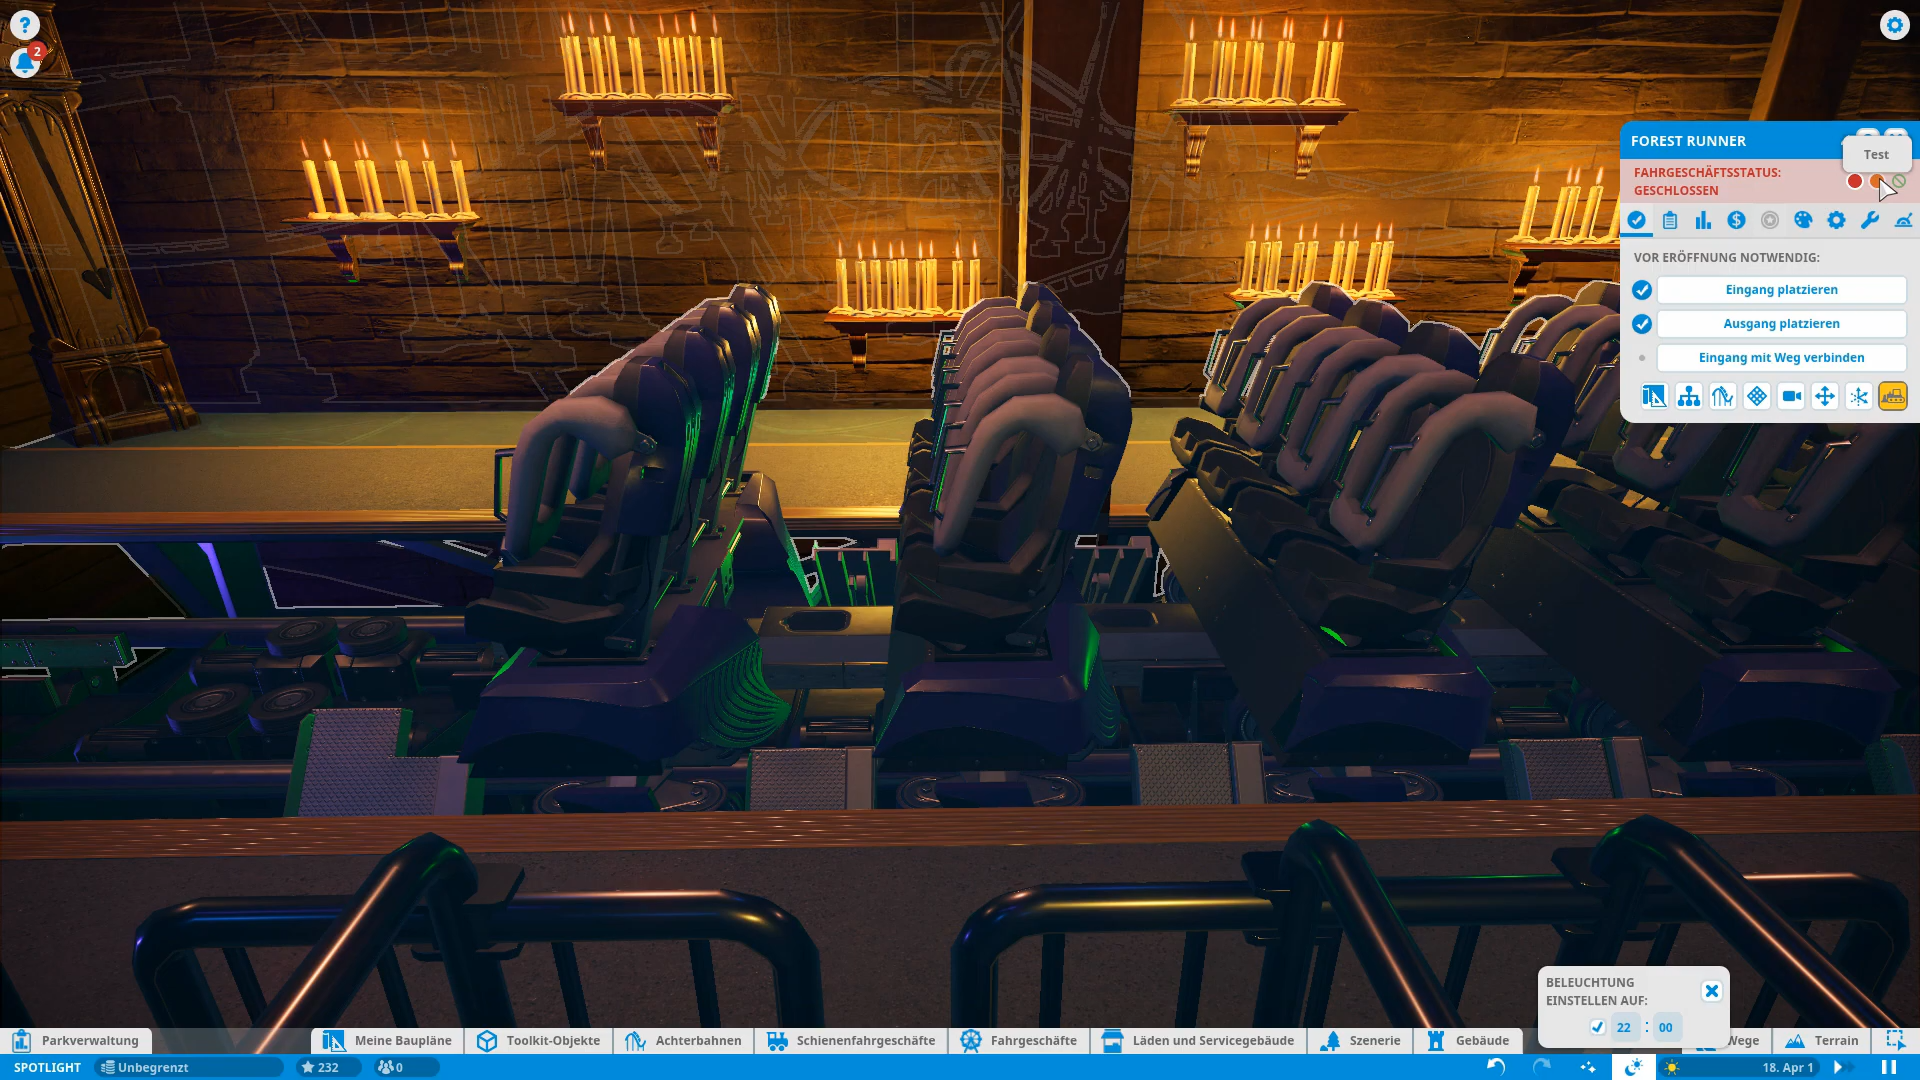 ?
2
FOREST RUNNER
Test
FAHRGESCHÄFTSSTATUS:
GESCHLOSSEN
VOR ERÖFFNUNG NOTWENDIG:
Eingang platzieren
Ausgang platzieren
Eingang mit Weg verbinden
BELEUCHTUNG
EINSTELLEN AUF:
22 : 00
Parkverwaltung
Meine Baupläne
Toolkit-Objekte
Achterbahnen
Schienenfahrgeschäfte
Fahrgeschäfte
Läden und Servicegebäude
Szenerie
Gebäude
Wege
Terrain
SPOTLIGHT
Unbegrenzt
232
0
18. Apr 1